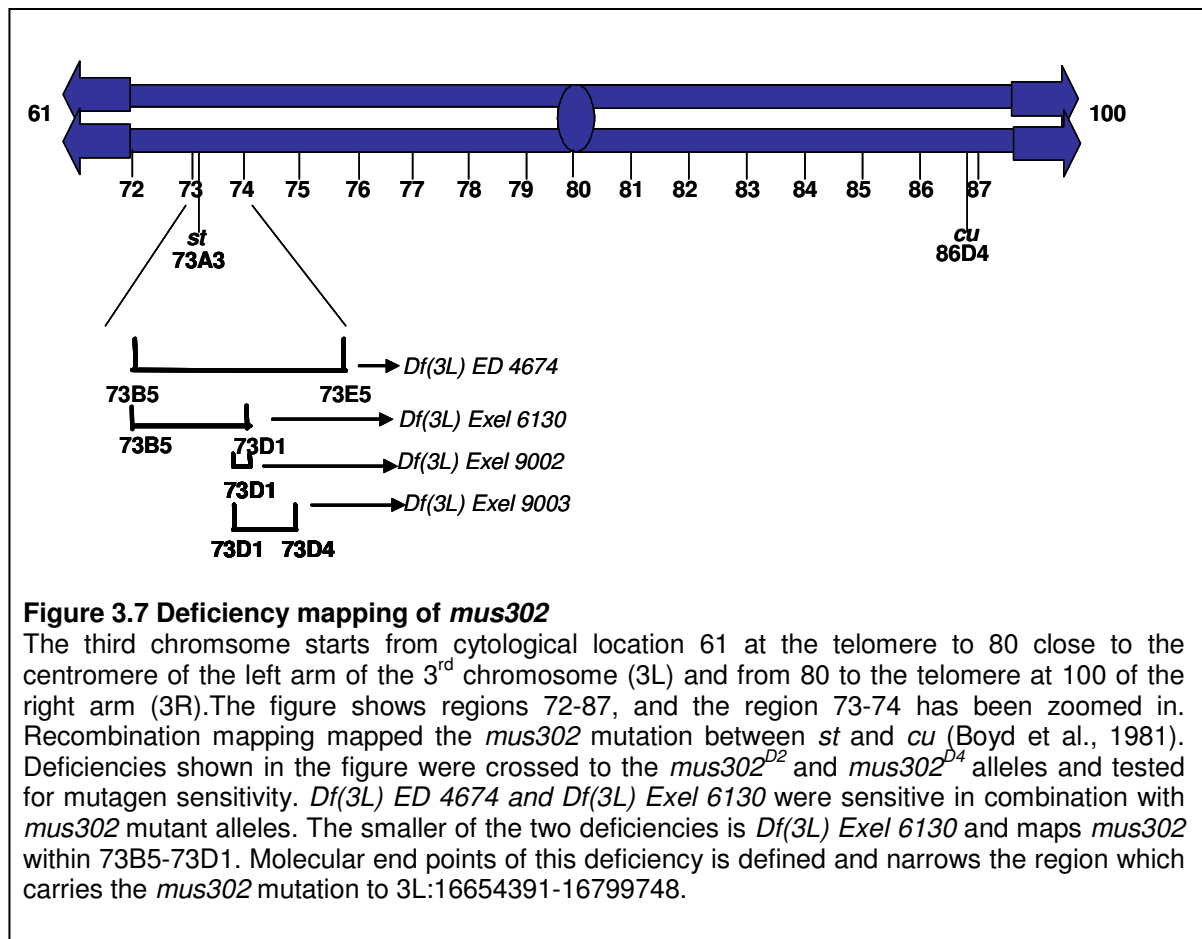 61
100
72 73 74 75 76 77 78 79 80 81 82 83 84 85 86 87
st
73A3
cu
86D4
Df(3L) ED 4674
73B5 73E5
Df(3L) Exel 6130
73B5 73D1
Df(3L) Exel 9002
73D1
Df(3L) Exel 9003
73D1 73D4
Figure 3.7 Deficiency mapping of mus302
The third chromsome starts from cytological location 61 at the telomere to 80 close to the
centromere of the left arm of the 3rd chromosome (3L) and from 80 to the telomere at 100 of the
right arm (3R).The figure shows regions 72-87, and the region 73-74 has been zoomed in.
Recombination mapping mapped the mus302 mutation between st and cu (Boyd et al., 1981).
Deficiencies shown in the figure were crossed to the mus302D2 and mus302D4 alleles and tested
for mutagen sensitivity. Df(3L) ED 4674 and Df(3L) Exel 6130 were sensitive in combination with
mus302 mutant alleles. The smaller of the two deficiencies is Df(3L) Exel 6130 and maps mus302
within 73B5-73D1. Molecular end points of this deficiency is defined and narrows the region which
carries the mus302 mutation to 3L:16654391-16799748.